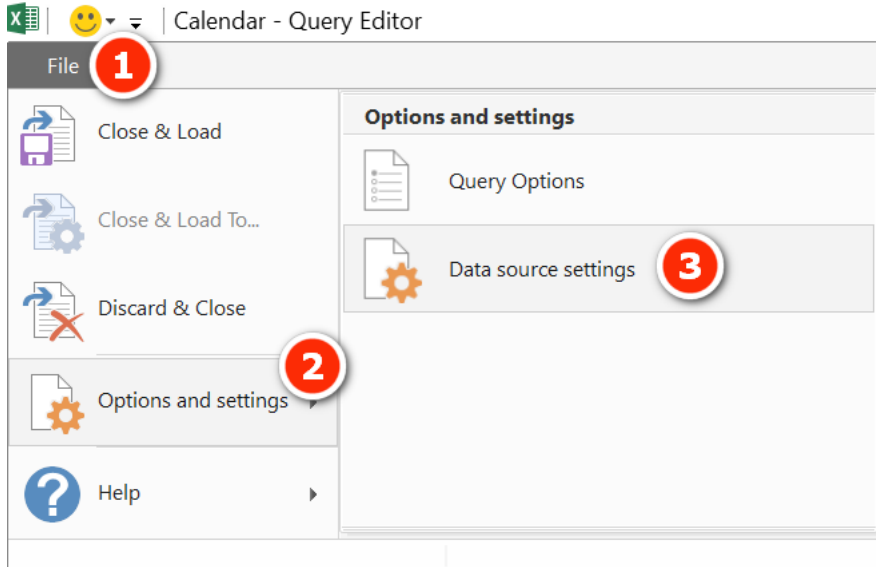 Calendar - Query Editor
File 1
Close & Load
Close & Load To...
Discard & Close
2
Options and settings
Help
Options and settings
Query Options
Data source settings 3